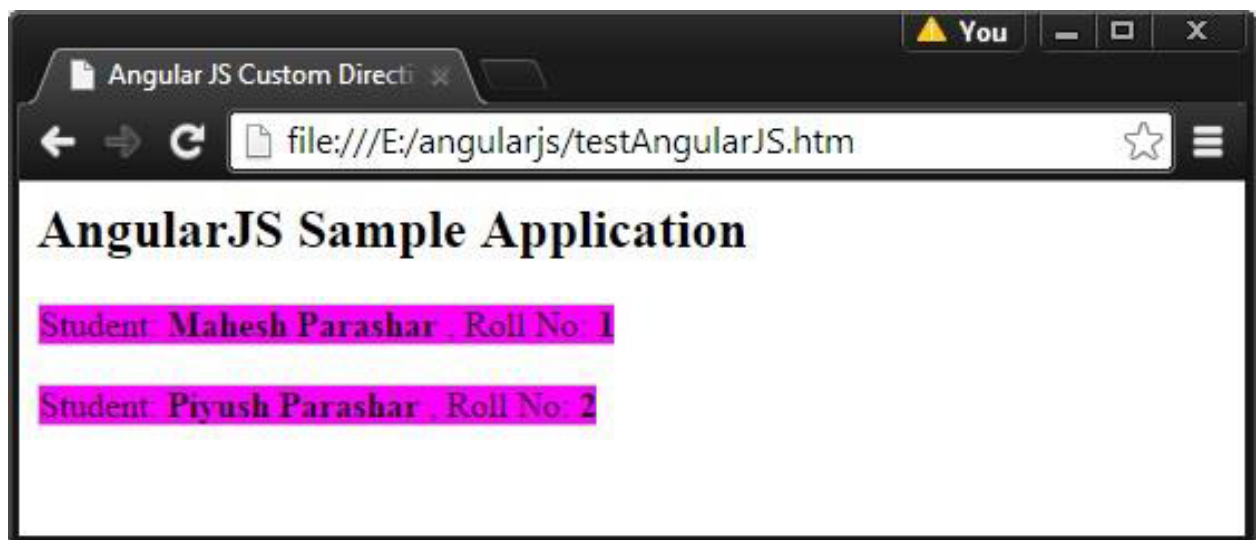 You
Angular JS Custom Directi
file:///E:/angularjs/testAngularJS.htm
AngularJS Sample Application
Student: Mahesh Parashar , Roll No: 1
Student: Piyush Parashar , Roll No: 2